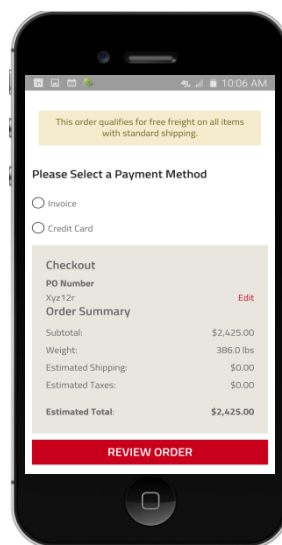 10:06 AM
This order qualifies for free freight on all items
with standard shipping.
Please Select a Payment Method
Invoice
Credit Card
Checkout
PO Number
Xyz12r Edit
Order Summary
Subtotal: $2,425.00
Weight: 386.0 lbs
Estimated Shipping: $0.00
Estimated Taxes: $0.00
Estimated Total: $2,425.00
REVIEW ORDER